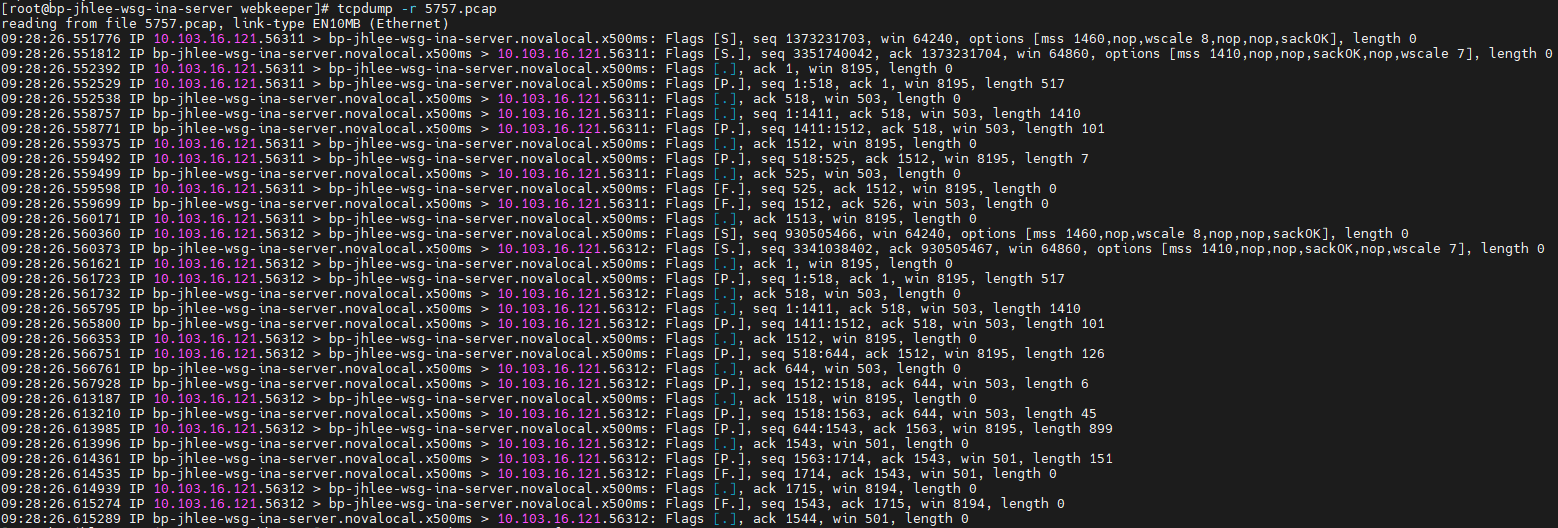 [root@bp-jhlee-wsg-ina-server webkeeper]# tcpdump -r 5757.pcap
reading from file 5757.pcap, link-type EN10MB (Ethernet)
09:28:26.551776 IP 10.103.16.121.56311 > bp-jhlee-wsg-ina-server.novalocal.x500ms: Flags [S], seq 1373231703, win 64240, options [mss 1460,nop,wscale 8,nop,nop,sackOK], length 0
09:28:26.551812 IP bp-jhlee-wsg-ina-server.novalocal.x500ms > 10.103.16.121.56311: Flags [S.], seq 3351740042, ack 1373231704, win 64860, options [mss 1410,nop,nop,sackOK,nop,wscale 7], length 0
09:28:26.552392 IP 10.103.16.121.56311 > bp-jhlee-wsg-ina-server.novalocal.x500ms: Flags [.], ack 1, win 8195, length 0
09:28:26.552529 IP 10.103.16.121.56311 > bp-jhlee-wsg-ina-server.novalocal.x500ms: Flags [P.], seq 1:518, ack 1, win 8195, length 517
09:28:26.552538 IP bp-jhlee-wsg-ina-server.novalocal.x500ms > 10.103.16.121.56311: Flags [.], ack 518, win 503, length 0
09:28:26.558757 IP bp-jhlee-wsg-ina-server.novalocal.x500ms > 10.103.16.121.56311: Flags [.], seq 1:1411, ack 518, win 503, length 1410
09:28:26.558771 IP bp-jhlee-wsg-ina-server.novalocal.x500ms > 10.103.16.121.56311: Flags [P.], seq 1411:1512, ack 518, win 503, length 101
09:28:26.559375 IP 10.103.16.121.56311 > bp-jhlee-wsg-ina-server.novalocal.x500ms: Flags [.], ack 1512, win 8195, length 0
09:28:26.559492 IP 10.103.16.121.56311 > bp-jhlee-wsg-ina-server.novalocal.x500ms: Flags [P.], seq 518:525, ack 1512, win 8195, length 7
09:28:26.559499 IP bp-jhlee-wsg-ina-server.novalocal.x500ms > 10.103.16.121.56311: Flags [.], ack 525, win 503, length 0
09:28:26.559598 IP 10.103.16.121.56311 > bp-jhlee-wsg-ina-server.novalocal.x500ms: Flags [F.], seq 525, ack 1512, win 8195, length 0
09:28:26.559699 IP bp-jhlee-wsg-ina-server.novalocal.x500ms > 10.103.16.121.56311: Flags [F.], seq 1512, ack 526, win 503, length 0
09:28:26.560171 IP 10.103.16.121.56311 > bp-jhlee-wsg-ina-server.novalocal.x500ms: Flags [.], ack 1513, win 8195, length 0
09:28:26.560360 IP 10.103.16.121.56312 > bp-jhlee-wsg-ina-server.novalocal.x500ms: Flags [S], seq 930505466, win 64240, options [mss 1460,nop,wscale 8,nop,nop,sackOK], length 0
09:28:26.560373 IP bp-jhlee-wsg-ina-server.novalocal.x500ms > 10.103.16.121.56312: Flags [S.], seq 3341038402, ack 930505467, win 64860, options [mss 1410,nop,nop,sackOK,nop,wscale 7], length 0
09:28:26.561621 IP 10.103.16.121.56312 > bp-jhlee-wsg-ina-server.novalocal.x500ms: Flags [.], ack 1, win 8195, length 0
09:28:26.561723 IP 10.103.16.121.56312 > bp-jhlee-wsg-ina-server.novalocal.x500ms: Flags [P.], seq 1:518, ack 1, win 8195, length 517
09:28:26.561732 IP bp-jhlee-wsg-ina-server.novalocal.x500ms > 10.103.16.121.56312: Flags [.], ack 518, win 503, length 0
09:28:26.565795 IP bp-jhlee-wsg-ina-server.novalocal.x500ms > 10.103.16.121.56312: Flags [.], seq 1:1411, ack 518, win 503, length 1410
09:28:26.565800 IP bp-jhlee-wsg-ina-server.novalocal.x500ms > 10.103.16.121.56312: Flags [P.], seq 1411:1512, ack 518, win 503, length 101
09:28:26.566353 IP 10.103.16.121.56312 > bp-jhlee-wsg-ina-server.novalocal.x500ms: Flags [.], ack 1512, win 8195, length 0
09:28:26.566751 IP 10.103.16.121.56312 > bp-jhlee-wsg-ina-server.novalocal.x500ms: Flags [P.], seq 518:644, ack 1512, win 8195, length 126
09:28:26.566761 IP bp-jhlee-wsg-ina-server.novalocal.x500ms > 10.103.16.121.56312: Flags [.], ack 644, win 503, length 0
09:28:26.567928 IP bp-jhlee-wsg-ina-server.novalocal.x500ms > 10.103.16.121.56312: Flags [P.], seq 1512:1518, ack 644, win 503, length 6
09:28:26.613187 IP 10.103.16.121.56312 > bp-jhlee-wsg-ina-server.novalocal.x500ms: Flags [.], ack 1518, win 8195, length 0
09:28:26.613210 IP bp-jhlee-wsg-ina-server.novalocal.x500ms > 10.103.16.121.56312: Flags [P.], seq 1518:1563, ack 644, win 503, length 45
09:28:26.613985 IP 10.103.16.121.56312 > bp-jhlee-wsg-ina-server.novalocal.x500ms: Flags [P.], seq 644:1543, ack 1563, win 8195, length 899
09:28:26.613996 IP bp-jhlee-wsg-ina-server.novalocal.x500ms > 10.103.16.121.56312: Flags [.], ack 1543, win 501, length 0
09:28:26.614361 IP bp-jhlee-wsg-ina-server.novalocal.x500ms > 10.103.16.121.56312: Flags [P.], seq 1563:1714, ack 1543, win 501, length 151
09:28:26.614535 IP bp-jhlee-wsg-ina-server.novalocal.x500ms > 10.103.16.121.56312: Flags [F.], seq 1714, ack 1543, win 501, length 0
09:28:26.614939 IP 10.103.16.121.56312 > bp-jhlee-wsg-ina-server.novalocal.x500ms: Flags [.], ack 1715, win 8194, length 0
09:28:26.615274 IP 10.103.16.121.56312 > bp-jhlee-wsg-ina-server.novalocal.x500ms: Flags [F.], seq 1543, ack 1715, win 8194, length 0
09:28:26.615289 IP bp-jhlee-wsg-ina-server.novalocal.x500ms > 10.103.16.121.56312: Flags [.], ack 1544, win 501, length 0